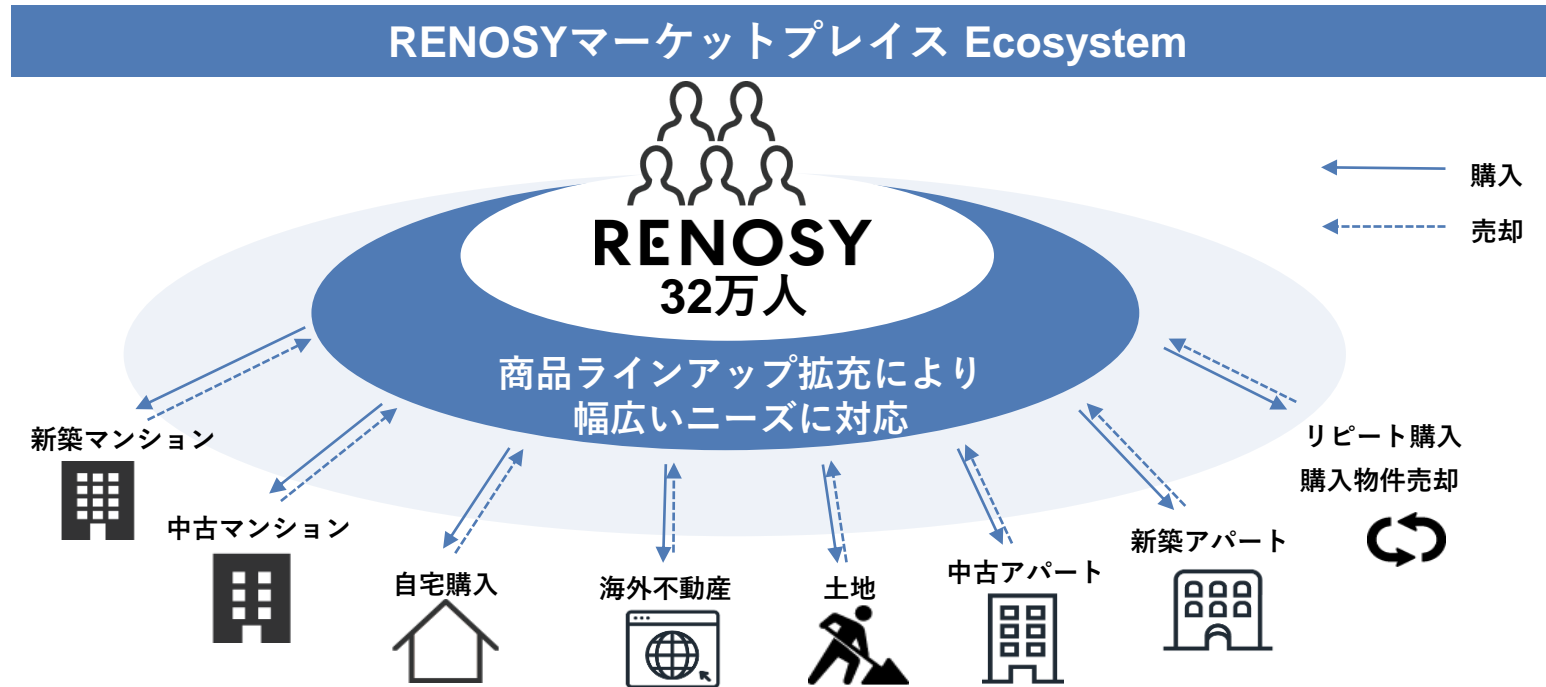 RENOSYマーケットプレイス Ecosystem
購入
売却
RENOSY
32万人
商品ラインアップ拡充により
幅広いニーズに対応
新築マンション
中古マンション
自宅購入
海外不動産
土地
中古アパート
新築アパート
リピート購入
購入物件売却